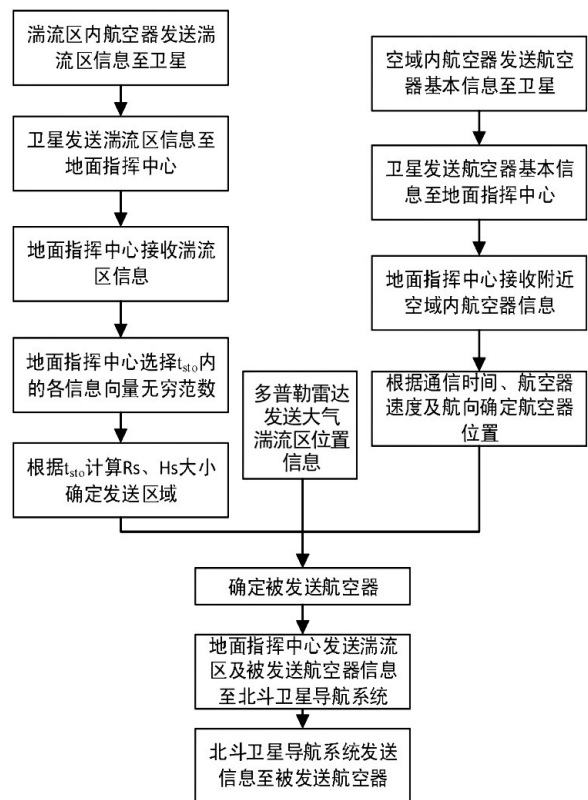 湍流区内航空器发送湍
流区信息至卫星
卫星发送湍流区信息至
地面指挥中心
地面指挥中心接收湍流
区信息
地面指挥中心选择tsto内
的各信息向量无穷范数
根据tsto计算Rs、Hs大小
确定发送区域
多普勒雷达
发送大气
湍流区位置
信息
空域内航空器发送航空
器基本信息至卫星
卫星发送航空器基本信
息至地面指挥中心
地面指挥中心接收附近
空域内航空器信息
根据通信时间、航空器
速度及航向确定航空器
位置
确定被发送航空器
地面指挥中心发送湍流
区及被发送航空器信息
至北斗卫星导航系统
北斗卫星导航系统发送
信息至被发送航空器